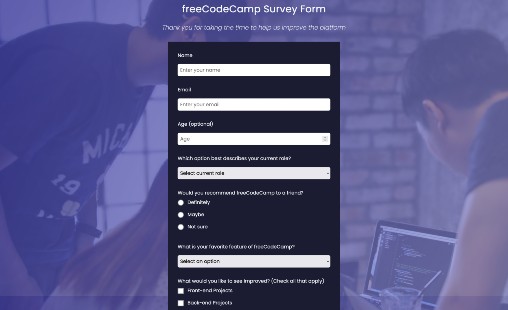 freeCodeCamp Survey Form
Thank you for taking the time to help us improve the platform
Name
Enter your name
Email
Enter your email
Age (optional)
Age
Which option best describes your current role?
Select current role
Would you recommend freeCodeCamp to a friend?
Definitely
Maybe
Not sure
What is your favorite feature of freeCodeCamp?
Select an option
What would you like to see improved? (Check all that apply)
Front-end Projects
Back-end Projects